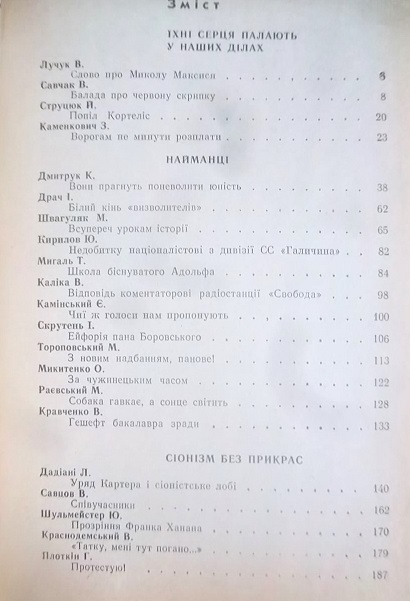 Зміст
ЇХНІ СЕРЦЯ ПАЛАЮТЬ
У НАШИХ ДІЛАХ
Лучук В.
Слово про Миколу Максися . . . . . . . . . 5
Савчак В.
Балада про червону скрипку . . . . . . . . . 8
Струцюк Й.
Попіл Кортеліс . . . . . . . . . 20
Каменкович З.
Ворогам не минути розплати . . . . . . . . . 23
НАЙМАНЦІ
Дмитрук К.
Вони прагнуть поневолити юність . . . . . . . . . 38
Драч І.
Білий кінь «визволителів» . . . . . . . . . 62
Швагуляк М.
Всупереч урокам історії . . . . . . . . . 65
Кирилов Ю.
Недобитку націоналістові з дивізії СС «Галичина» . . 82
Мигаль Т.
Школа біснуватого Адольфа . . . . . . . . . 84
Каліка В.
Відповідь коментаторові радіостанції «Свобода» . . . 98
Камінський Є.
Чиї ж голоси нам пропонують . . . . . . . . . 100
Скрутень І.
Ейфорія пана Боровського . . . . . . . . . 106
Тороповський М.
З новим надбанням, панове! . . . . . . . . . 113
Микитенко О.
За чужинецьким часом . . . . . . . . . 122
Раєвський М.
Собака гавкає, а сонце світить . . . . . . . . . 128
Кравченко В.
Гешефт бакалавра зради . . . . . . . . . 133
СІОНІЗМ БЕЗ ПРИКРАС
Дадіані Л.
Уряд Картера і сіоністське лобі . . . . . . . . . 140
Савцов В.
Співучасники . . . . . . . . . 162
Шульмейстер Ю.
Прозріння Франка Ханана . . . . . . . . . 170
Краснодемський В.
«Татку, мені тут погано...» . . . . . . . . . 179
Плоткін Г.
Протестую! . . . . . . . . . 187